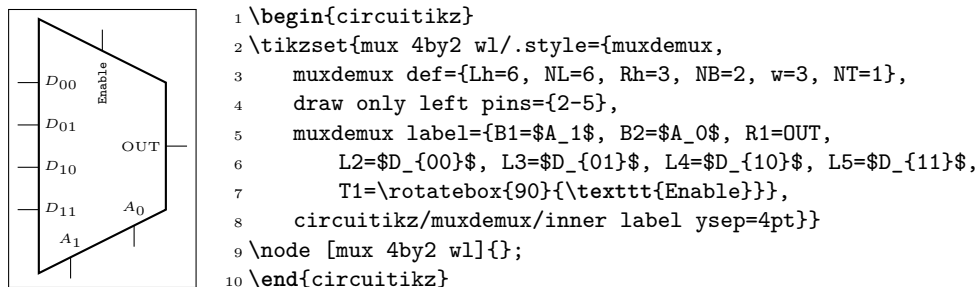 D00
Enable
D01
OUT
D10
D11
A0
A1
1 \begin{circuitikz}
2 \tikzset{mux 4by2 wl/.style={muxdemux,
3 muxdemux def={Lh=6, NL=6, Rh=3, NB=2, w=3, NT=1},
4 draw only left pins={2-5},
5 muxdemux label={B1=$A_1$, B2=$A_0$, R1=OUT,
6 L2=$D_{00}$, L3=$D_{01}$, L4=$D_{10}$, L5=$D_{11}$,
7 T1=\rotatebox{90}{\texttt{Enable}}},
8 circuitikz/muxdemux/inner label ysep=4pt}}
9 \node [mux 4by2 wl]{};
10 \end{circuitikz}